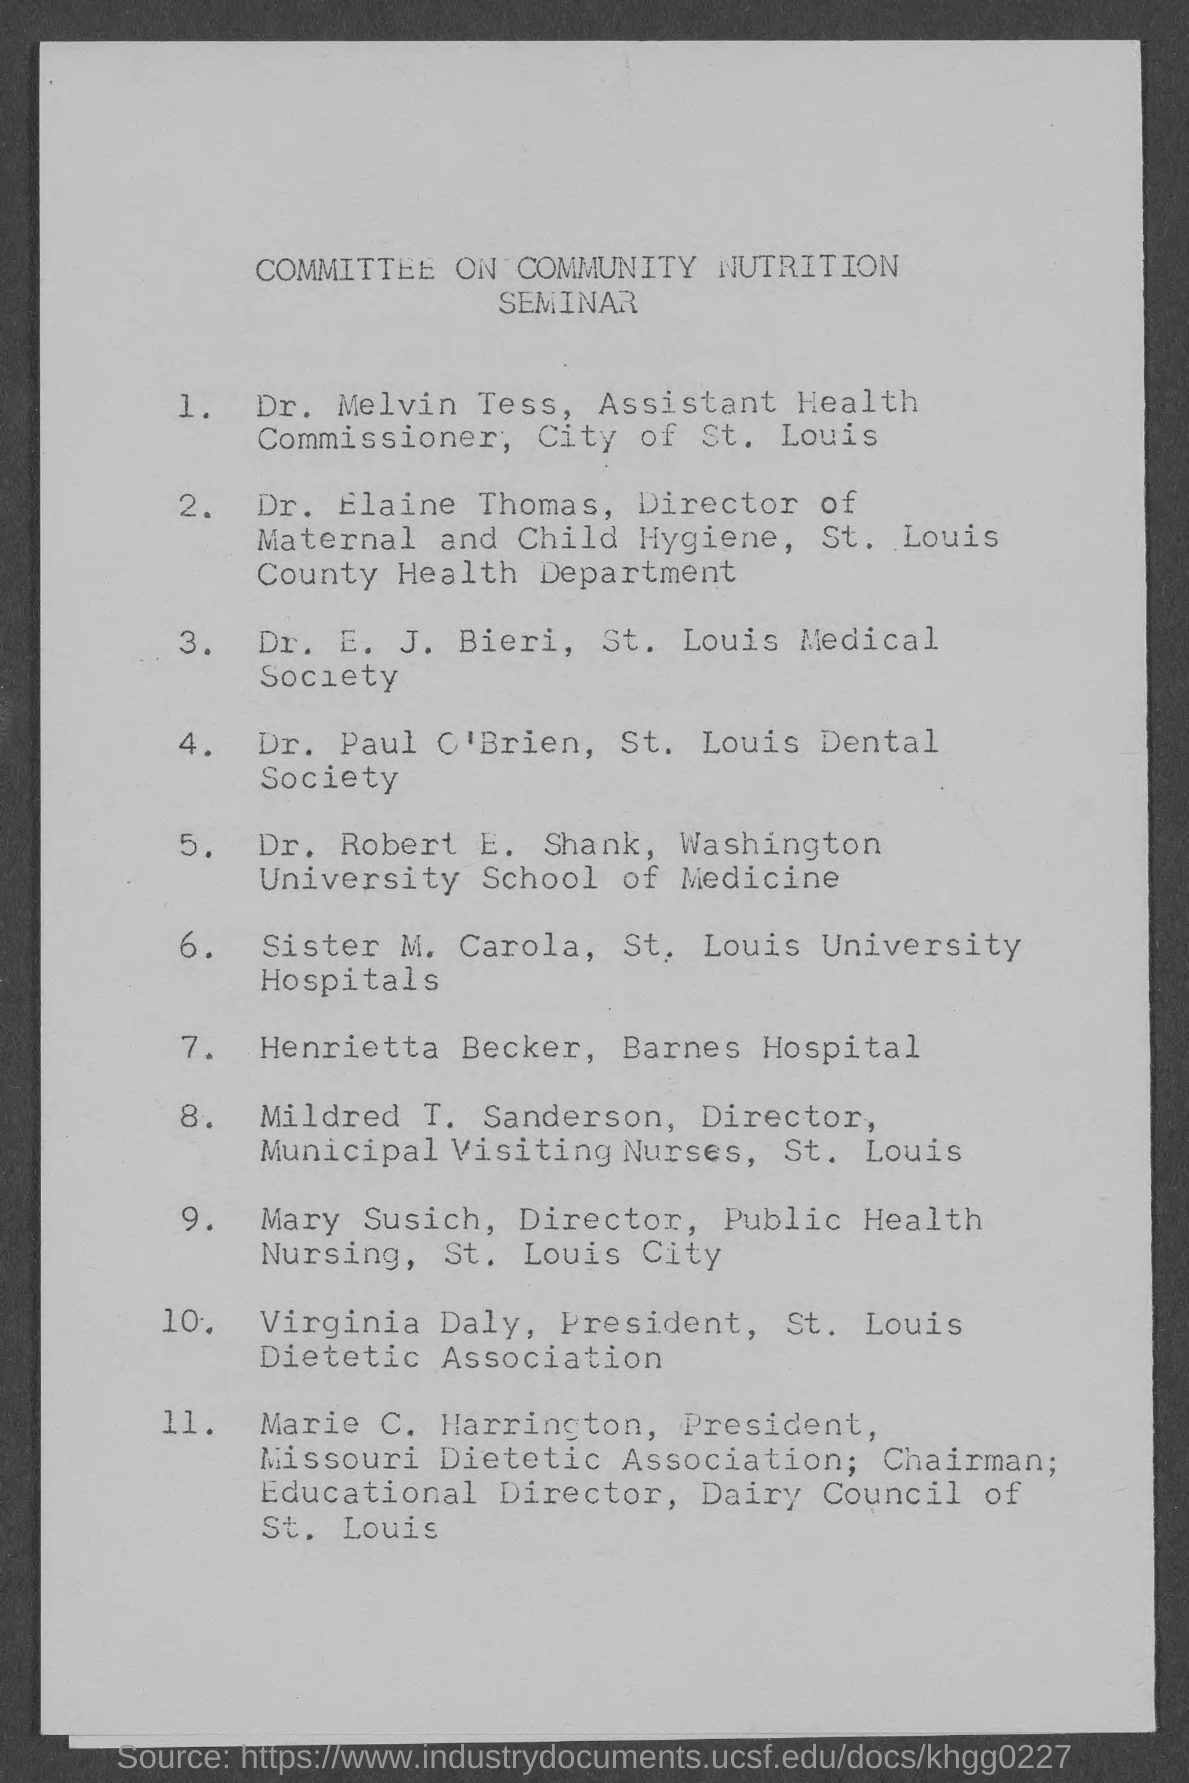 COMMITTEE ON COMMUNITY NUTRITION
SEMINAR
1. Dr. Melvin Tess, Assistant Health
Commissioner, City of St. Louis
2. Dr. Elaine Thomas, Director of
Maternal and Child Hygiene, St. Louis
County Health Department
3. Dr. E. J. Bieri, St. Louis Medical
Society
4. Dr. Paul O'Brien, St. Louis Dental
Society
5. Dr. Robert E. Shank, Washington
University School of Medicine
6. Sister M. Carola, St. Louis University
Hospitals
7. Henrietta Becker, Barnes Hospital
8. Mildred T. Sanderson, Director,
Municipal Visiting Nurses, St. Louis
9. Mary Susich, Director, Public Health
Nursing, St. Louis City
10. Virginia Daly, President, St. Louis
Dietetic Association
11. Marie C. Harrington, President,
Missouri Dietetic Association; Chairman;
Educational Director, Dairy Council of
St. Louis
Source: https://www.industrydocuments.ucsf.edu/docs/khgg0227